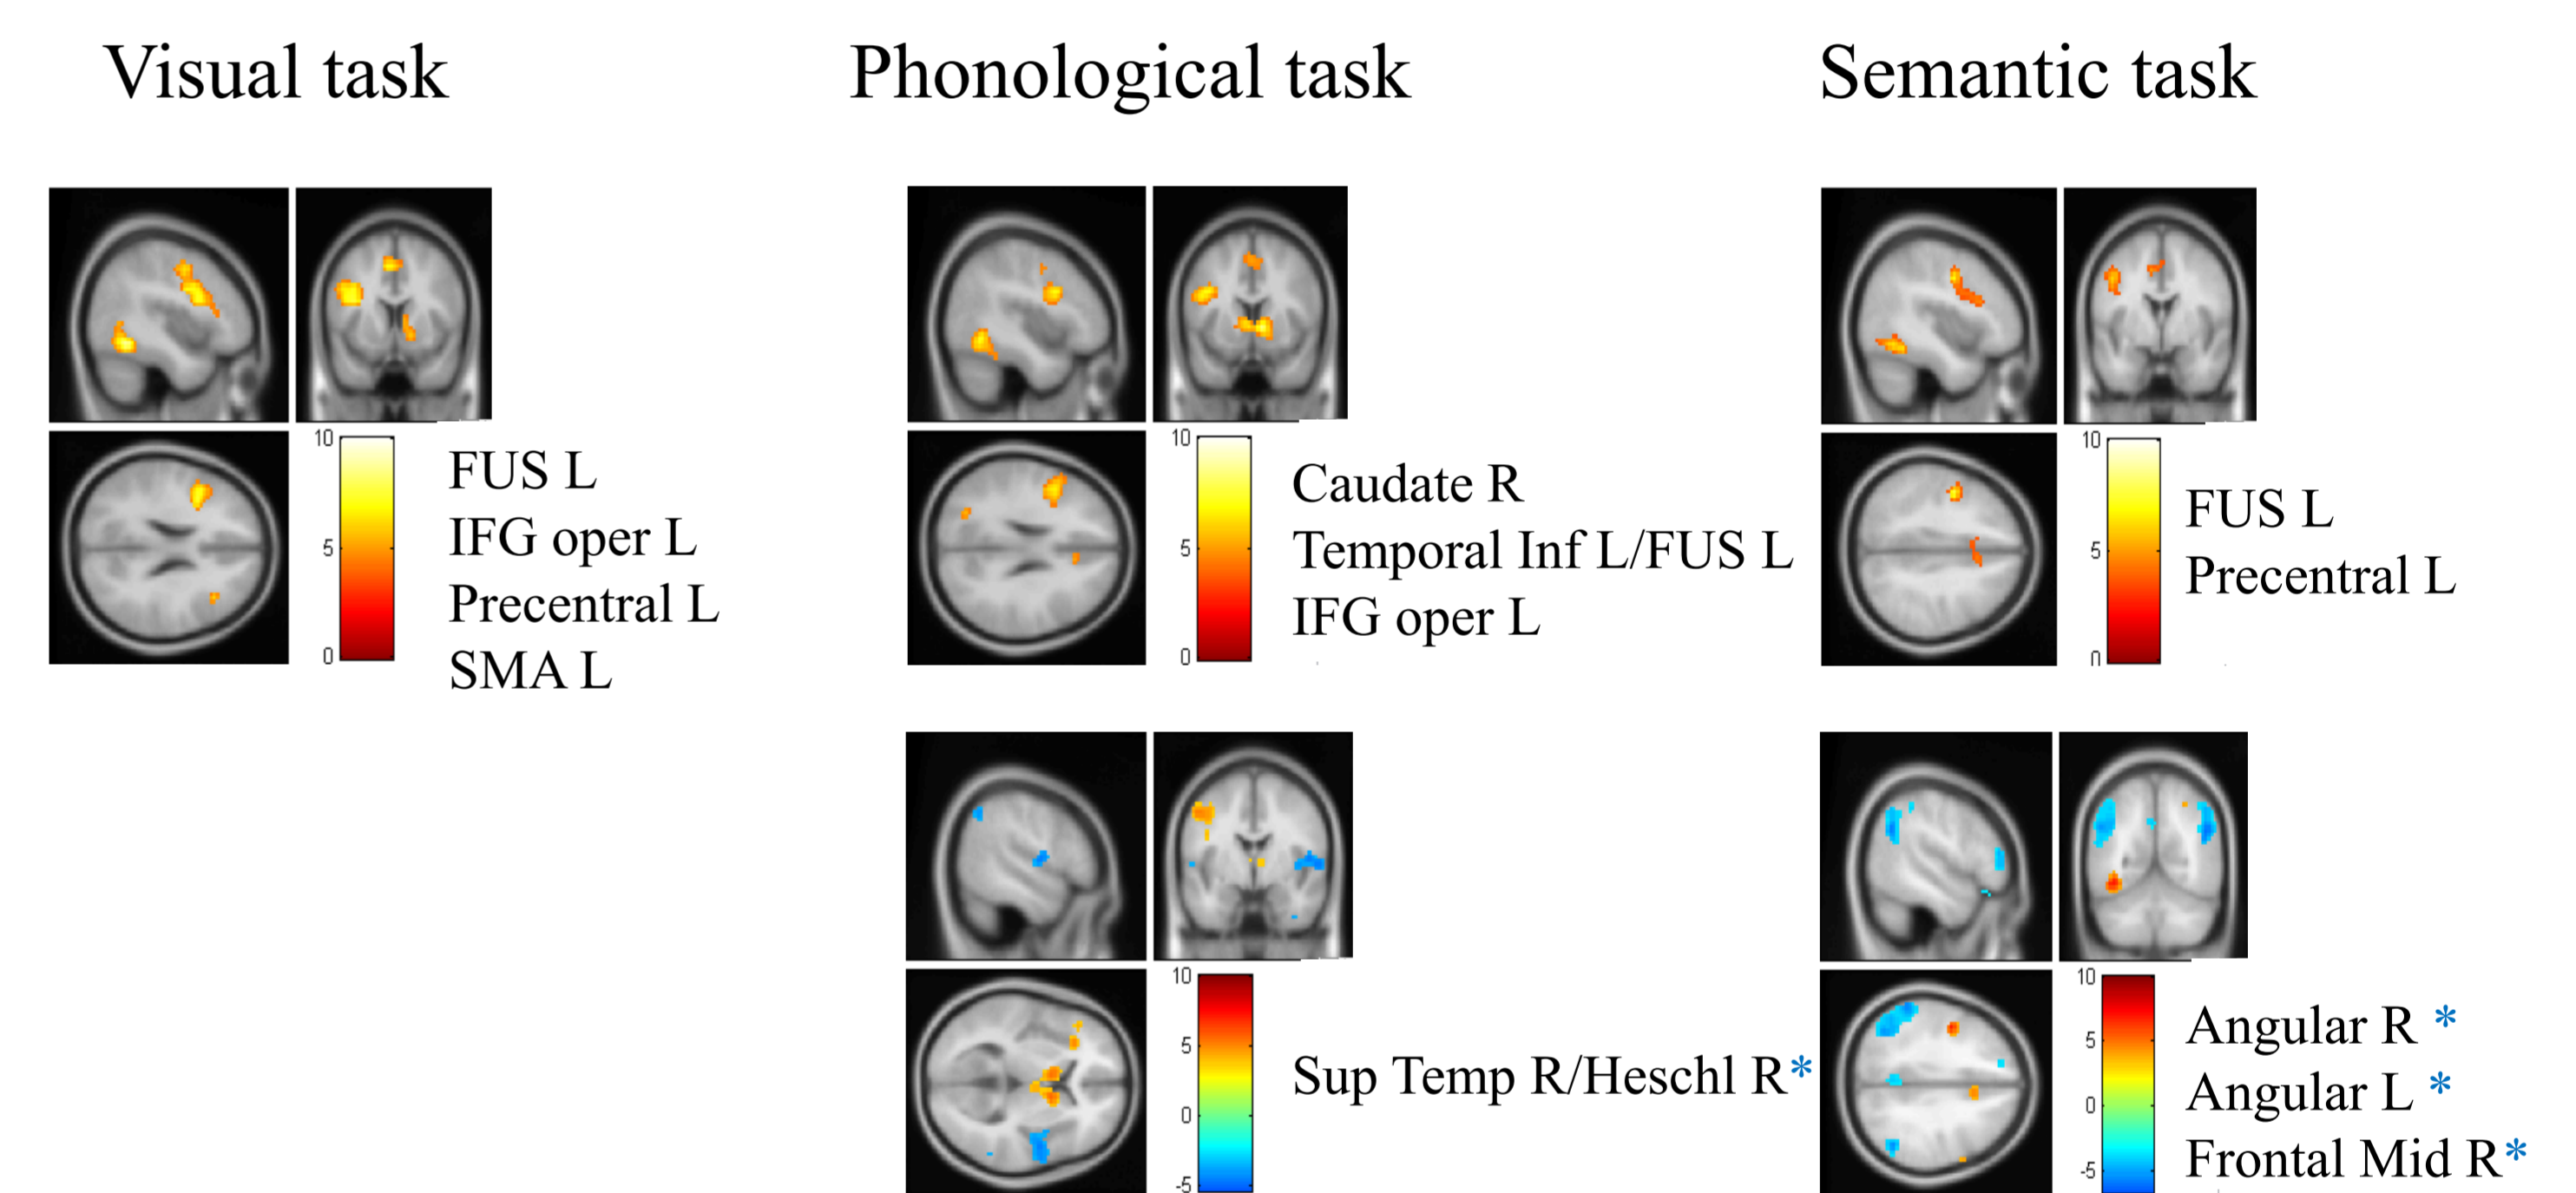 Visual task
Phonological task
Semantic task
10
5
0
FUS L
IFG oper L
Precentral L
SMA L
10
5
0
Caudate R
Temporal Inf L/FUS L
IFG oper L
10
5
0
FUS L
Precentral L
10
5
0
-5
Sup Temp R/Heschl R*
10
5
0
-5
Angular R *
Angular L *
Frontal Mid R*